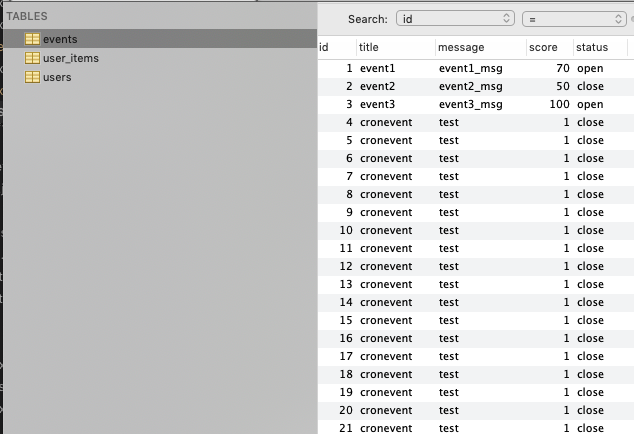 TABLES
events
user_items
users
Search: id =
id title message score status
1 event1 event1_msg 70 open
2 event2 event2_msg 50 close
3 event3 event3_msg 100 open
4 cronevent test 1 close
5 cronevent test 1 close
6 cronevent test 1 close
7 cronevent test 1 close
8 cronevent test 1 close
9 cronevent test 1 close
10 cronevent test 1 close
11 cronevent test 1 close
12 cronevent test 1 close
13 cronevent test 1 close
14 cronevent test 1 close
15 cronevent test 1 close
16 cronevent test 1 close
17 cronevent test 1 close
18 cronevent test 1 close
19 cronevent test 1 close
20 cronevent test 1 close
21 cronevent test 1 close